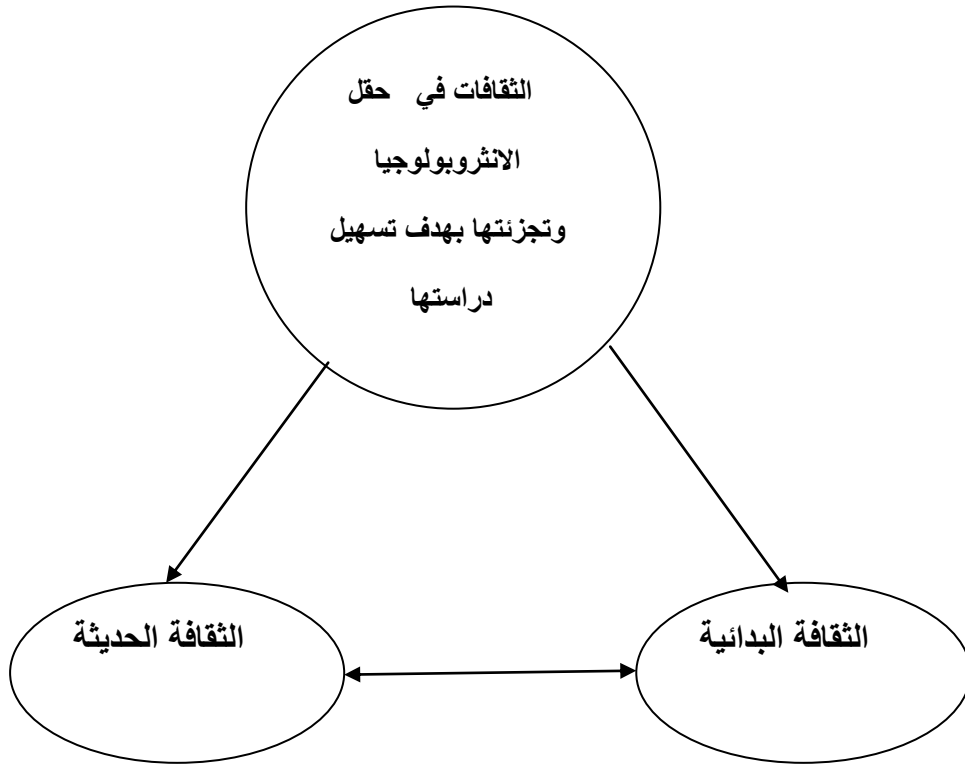 الثقافات في حقل
الانثروبولوجيا
وتجزئتها بهدف تسهيل
دراستها
الثقافة البدائية
الثقافة الحديثة